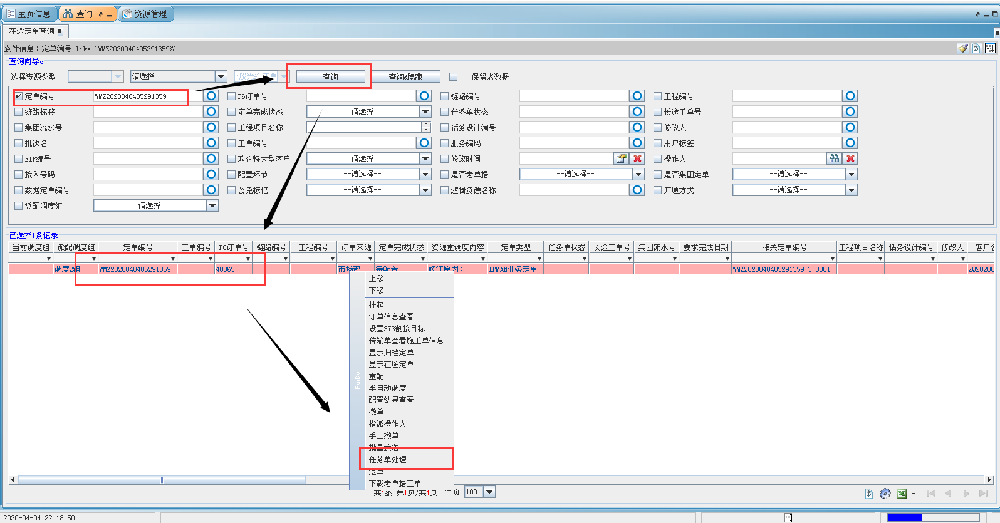 主页信息 查询 资源管理
在途定单查询
条件信息：定单编号 like 'WMZ2020040405291359%'
查询向导
选择资源类型 请选择 查询 查询&隐藏 保留老数据
定单编号 WMZ2020040405291359 P6订单号 链路编号 工程编号
链路标签 定单完成状态 --请选择-- 任务单状态 长途工单号
集团流水号 工程项目名称 话务设计编号 修改人
批次名 工单编号 服务编码 用户标签
EIP编号 政企特大型客户 --请选择-- 修改时间 操作人
接入号码 配置环节 --请选择-- 是否老单据 --请选择-- 是否集团定单 --请选择--
数据定单编号 公免标记 --请选择-- 逻辑资源名称 开通方式 --请选择--
派配调度组 --请选择--
已选择1条记录
当前调度组 派配调度组 定单编号 工单编号 P6订单号 链路编号 工程编号 订单来源 定单完成状态 资源重调度内容 定单类型 任务单状态 长途工单号 集团流水号 要求完成日期 相关定单编号 工程项目名称 话务设计编号 修改人 客户
调度2组 WMZ2020040405291359 40365 市场部 待配置 修订原因： IPMAN业务定单 WMZ2020040405291359-T-0001 ZQ20200
上移
下移
挂起
订单信息查看
设置373割接目标
传输单查看施工单信息
显示归档定单
显示在途定单
重配
PurDo
半自动调度
配置结果查看
撤单
指派操作人
手工撤单
批量发送
任务单处理
退单
下载老单据工单
共1条 第1页/共1页 每页: 100
:2020-04-04 22:18:50